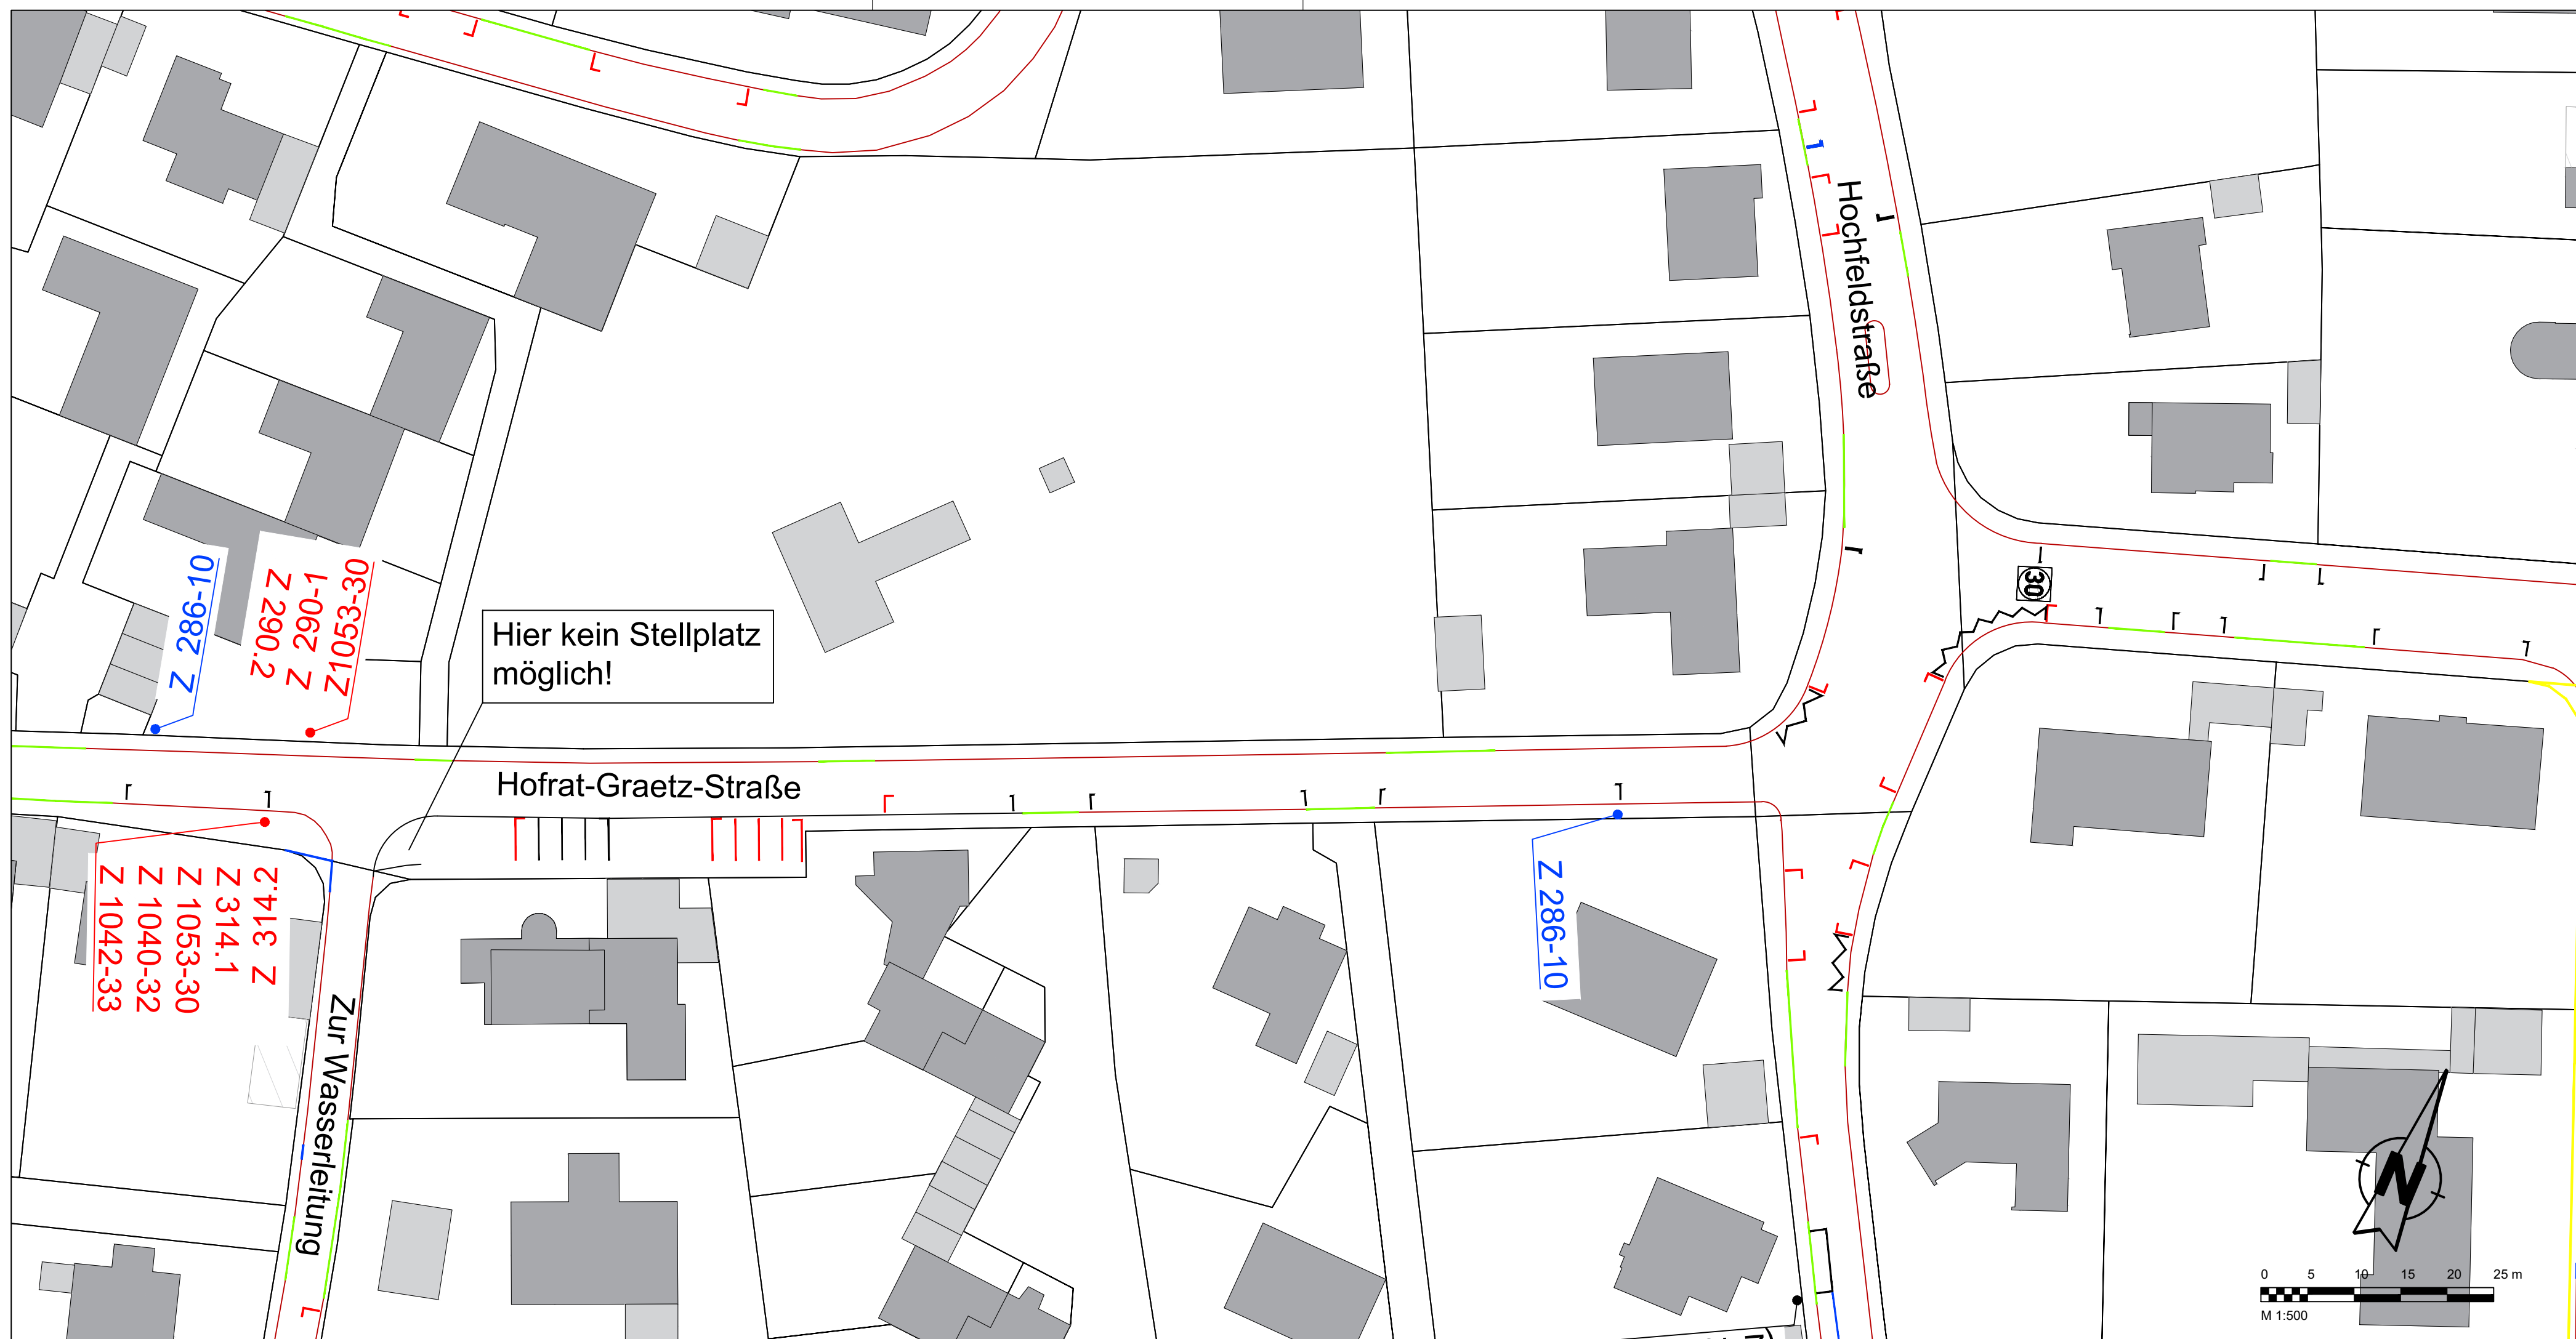 Hochfeldstraße
30
Z 286-10
Z 290.2
Z 290-1
Z1053-30
Hier kein Stellplatz
möglich!
Hofrat-Graetz-Straße
Z 314.2
Z 314.1
Z 1053-30
Z 1040-32
Z 1042-33
Z 286-10
Zur Wasserleitung
N
0 5 10 15 20 25 m
M 1:500